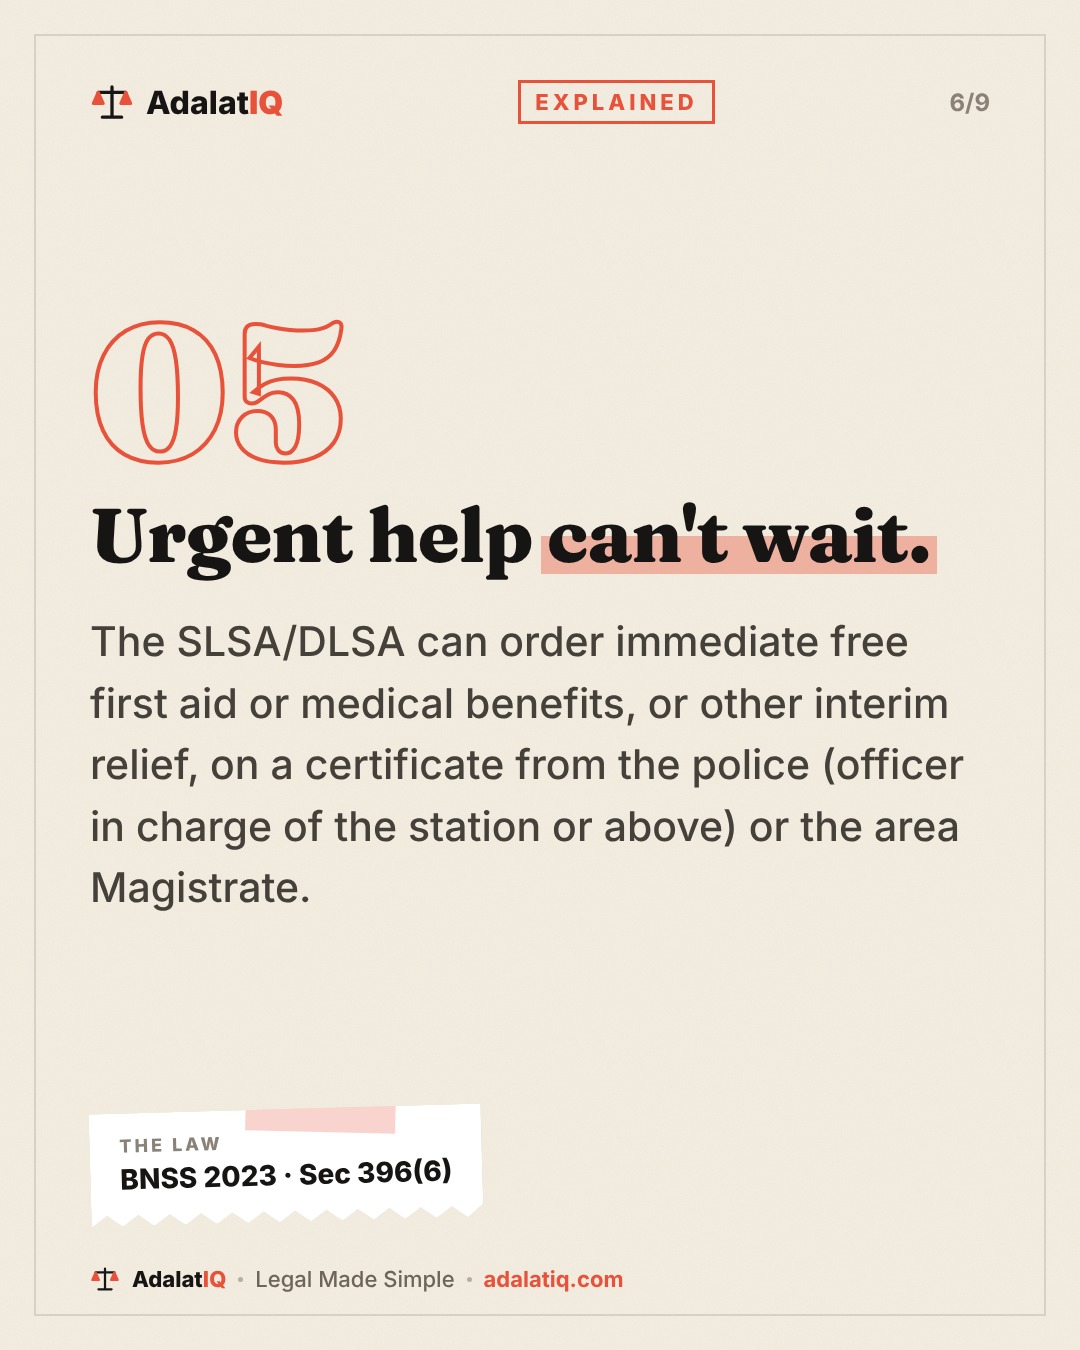 AdalatIQ
EXPLAINED
6/9
05
Urgent help can't wait.
The SLSA/DLSA can order immediate free
first aid or medical benefits, or other interim
relief, on a certificate from the police (officer
in charge of the station or above) or the area
Magistrate.
THE LAW
BNSS 2023 · Sec 396(6)
AdalatIQ • Legal Made Simple • adalatiq.com